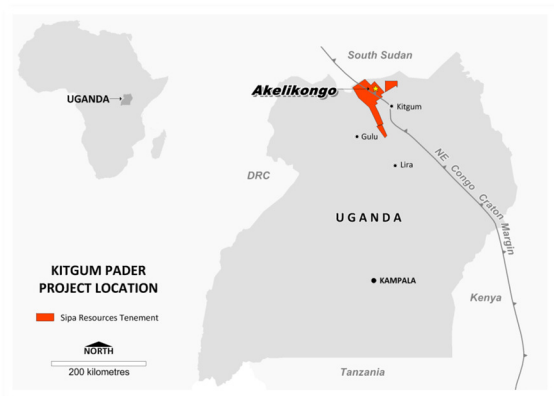 South Sudan
Akelikongo
UGANDA
Kitgum
Gulu
Lira
DRC
NE Congo Craton Margin
UGANDA
KITGUM PADER
PROJECT LOCATION
KAMPALA
Kenya
Sipa Resources Tenement
NORTH
200 kilometres
Tanzania